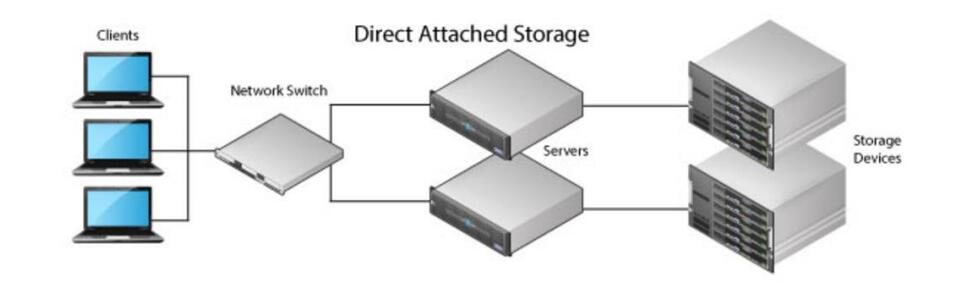 Direct Attached Storage
Clients
Network Switch
Servers
Storage
Devices